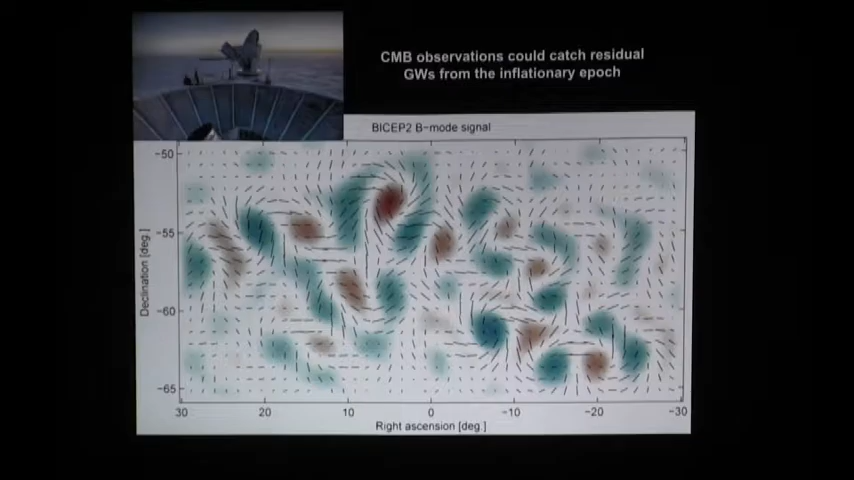 CMB observations could catch residual
GWs from the inflationary epoch
BICEP2 B-mode signal
-50
-55
-60
-65
Declination [deg.]
30
20
10
0
-10
-20
-30
Right ascension [deg.]